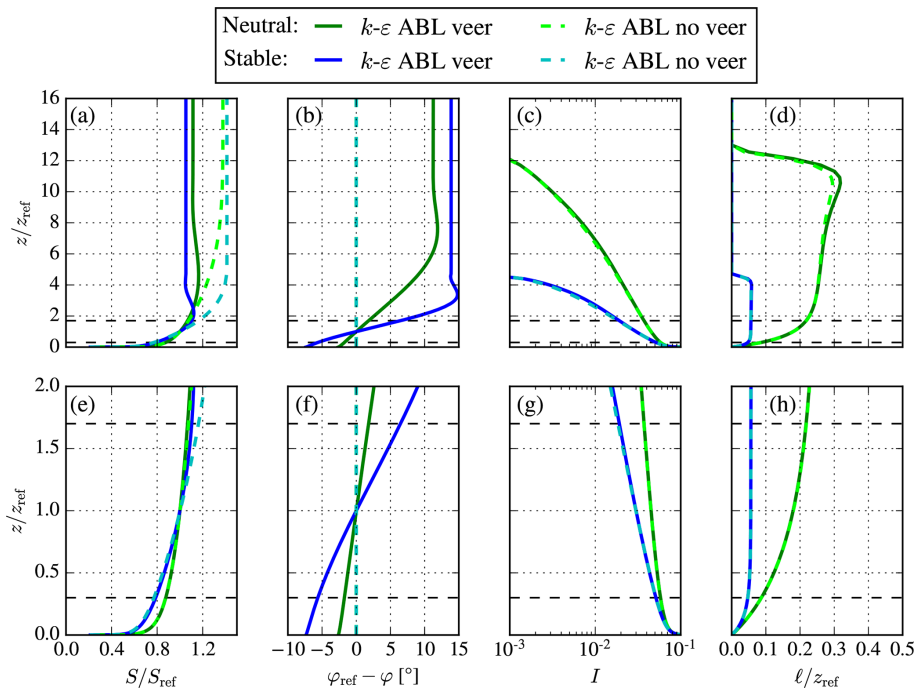 Neutral: k-ε ABL veer k-ε ABL no veer
Stable: k-ε ABL veer k-ε ABL no veer
(a) (b) (c) (d)
z/z_ref
16
14
12
10
8
6
4
2
0
(e) (f) (g) (h)
z/z_ref
2.0
1.5
1.0
0.5
0.0
0.0 0.4 0.8 1.2
−10 −5 0 5 10 15
10⁻³ 10⁻² 10⁻¹
0.0 0.1 0.2 0.3 0.4 0.5
S/S_ref φ_ref − φ [°] I ℓ/z_ref